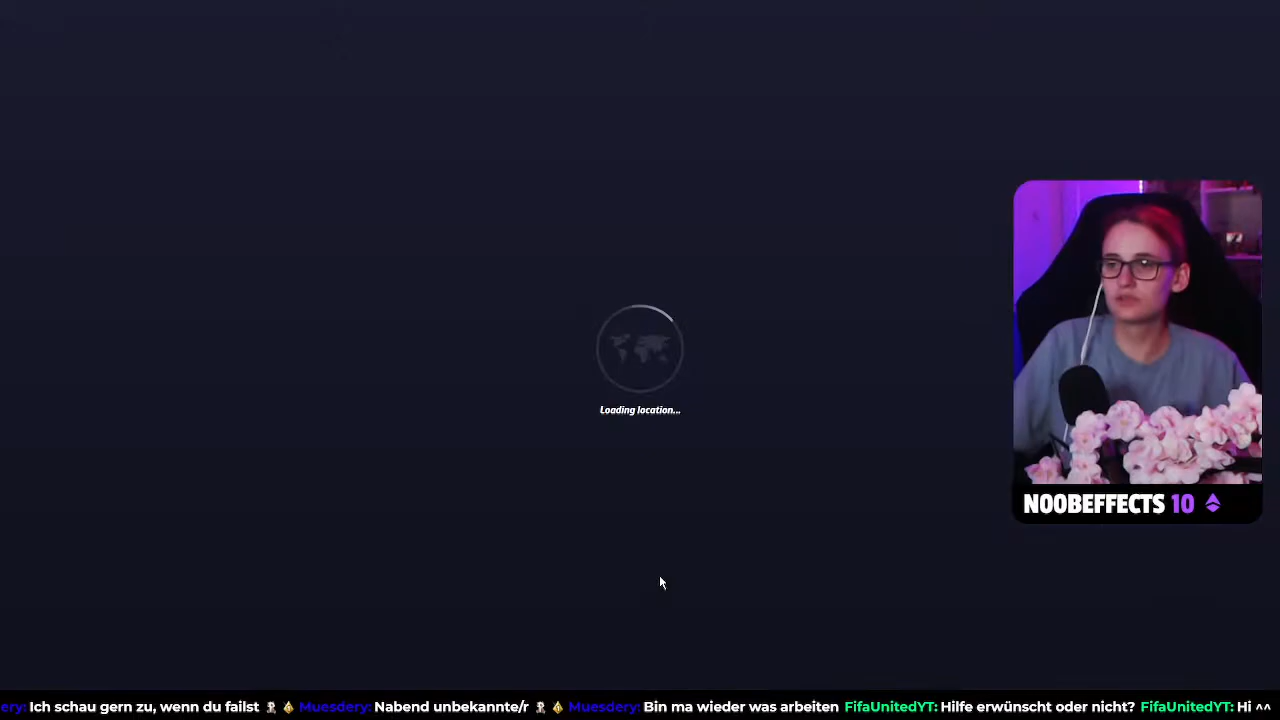 Loading location...
NOOBEFFECTS 10
ery: Ich schau gern zu, wenn du failst Muesdery: Nabend unbekannte/r Muesdery: Bin ma wieder was arbeiten FifaUnitedYT: Hilfe erwünscht oder nicht? FifaUnitedYT: Hi ^^